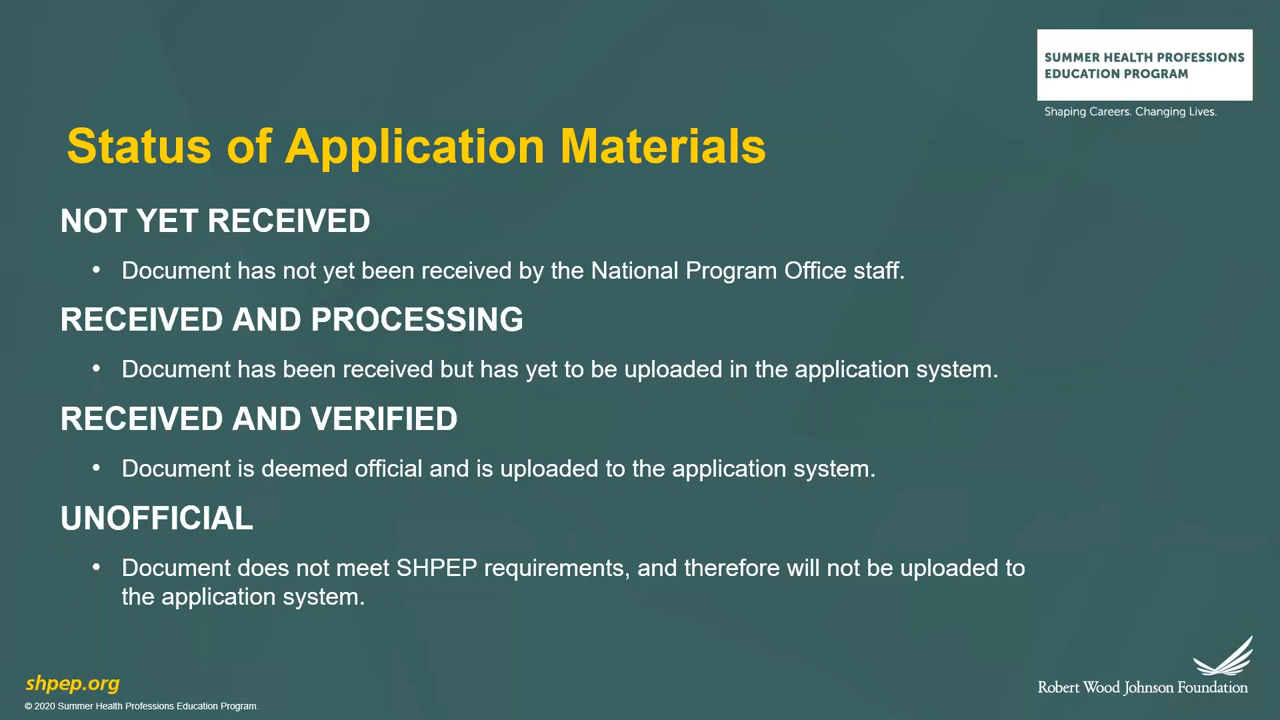 SUMMER HEALTH PROFESSIONS
EDUCATION PROGRAM
Shaping Careers. Changing Lives.
Status of Application Materials
NOT YET RECEIVED
• Document has not yet been received by the National Program Office staff.
RECEIVED AND PROCESSING
• Document has been received but has yet to be uploaded in the application system.
RECEIVED AND VERIFIED
• Document is deemed official and is uploaded to the application system.
UNOFFICIAL
• Document does not meet SHPEP requirements, and therefore will not be uploaded to
the application system.
shpep.org
© 2020 Summer Health Professions Education Program.
Robert Wood Johnson Foundation